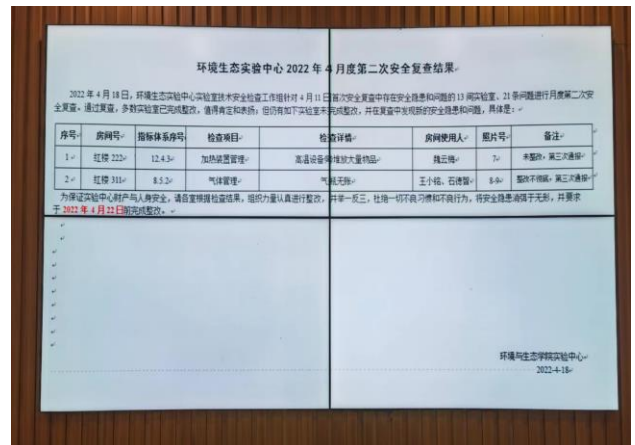 环境生态实验中心 2022 年 4 月度第二次安全复查结果
2022 年 4 月 18 日，环境生态实验中心实验室技术安全检查工作组针对 4 月 11 日首次安全复查中存在安全隐患和问题的 13 间实验室、21 条问题进行月度第二次安
全复查。通过复查，多数实验室已完成整改，值得肯定和表扬；但仍有如下实验室未完成整改，并在复查中发现新的安全隐患和问题，具体是：
序号 房间号 指标体系序号 检查项目 检查详情 房间使用人 照片号 备注
1 红楼 222 12.4.3 加热装置管理 高温设备旁堆放大量物品 魏云梅 7 未整改，第三次通报
2 红楼 311 8.5.2 气体管理 气瓶无账 王小铭、石德智 8-9 整改不彻底，第三次通报
为保证实验中心财产与人身安全，请各室根据检查结果，组织力量认真进行整改，并举一反三，杜绝一切不良习惯和不良行为，将安全隐患消弭于无形，并要求
于 2022 年 4 月 22 日前完成整改。
环境与生态学院实验中心
2022-4-18